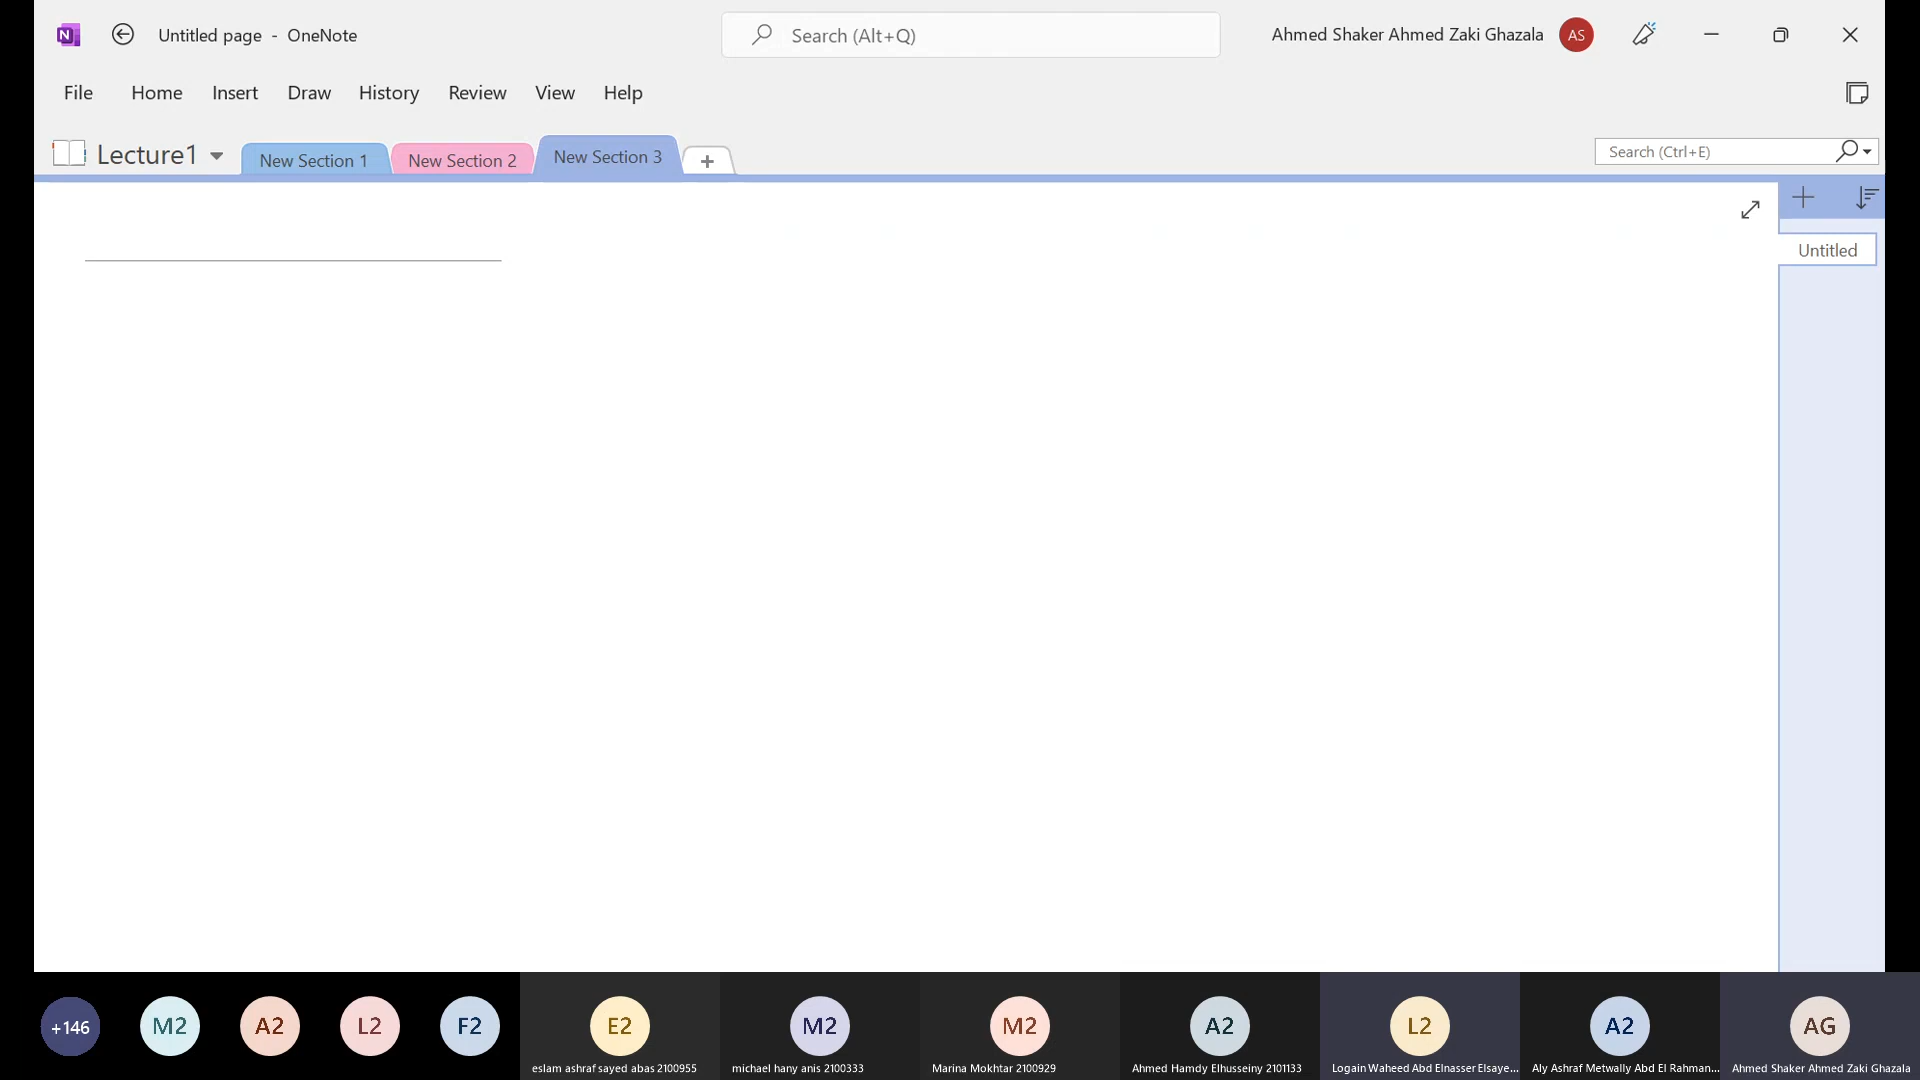 Untitled page - OneNote
Search (Alt+Q)
Ahmed Shaker Ahmed Zaki Ghazala
AS
File Home Insert Draw History Review View Help
Lecture1
New Section 1
New Section 2
New Section 3
Search (Ctrl+E)
Untitled
+146
M2
A2
L2
F2
E2
eslam ashraf sayed abas 2100955
M2
michael hany anis 2100333
M2
Marina Mokhtar 2100929
A2
Ahmed Hamdy Elhusseiny 2101133
L2
Logain Waheed Abd Elnasser Elsaye...
A2
Aly Ashraf Metwally Abd El Rahman...
AG
Ahmed Shaker Ahmed Zaki Ghazala